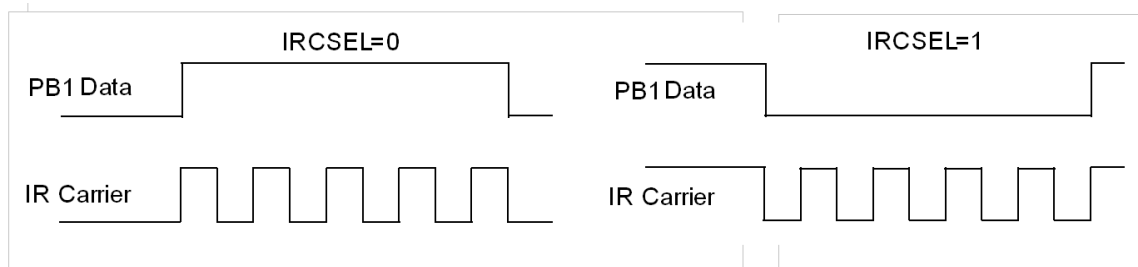 IRCSEL=0
PB1 Data
IR Carrier
IRCSEL=1
PB1 Data
IR Carrier